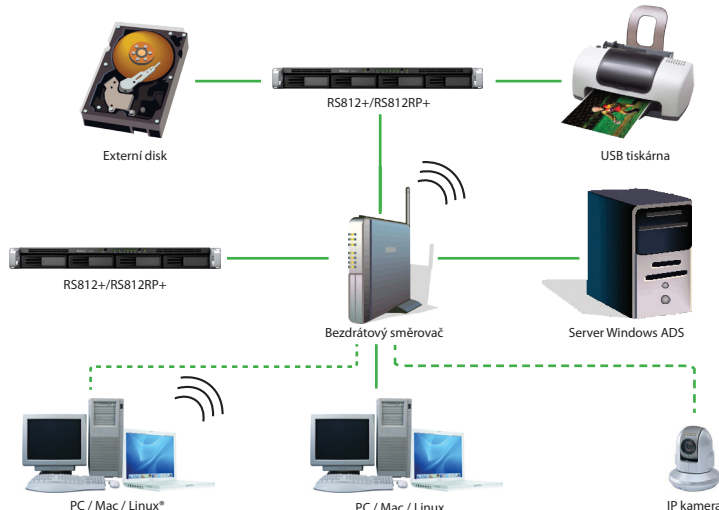 RS812+/RS812RP+
Externí disk
USB tiskárna
RS812+/RS812RP+
Bezdrátový směrovač
Server Windows ADS
PC / Mac / Linux®
PC / Mac / Linux
IP kamera